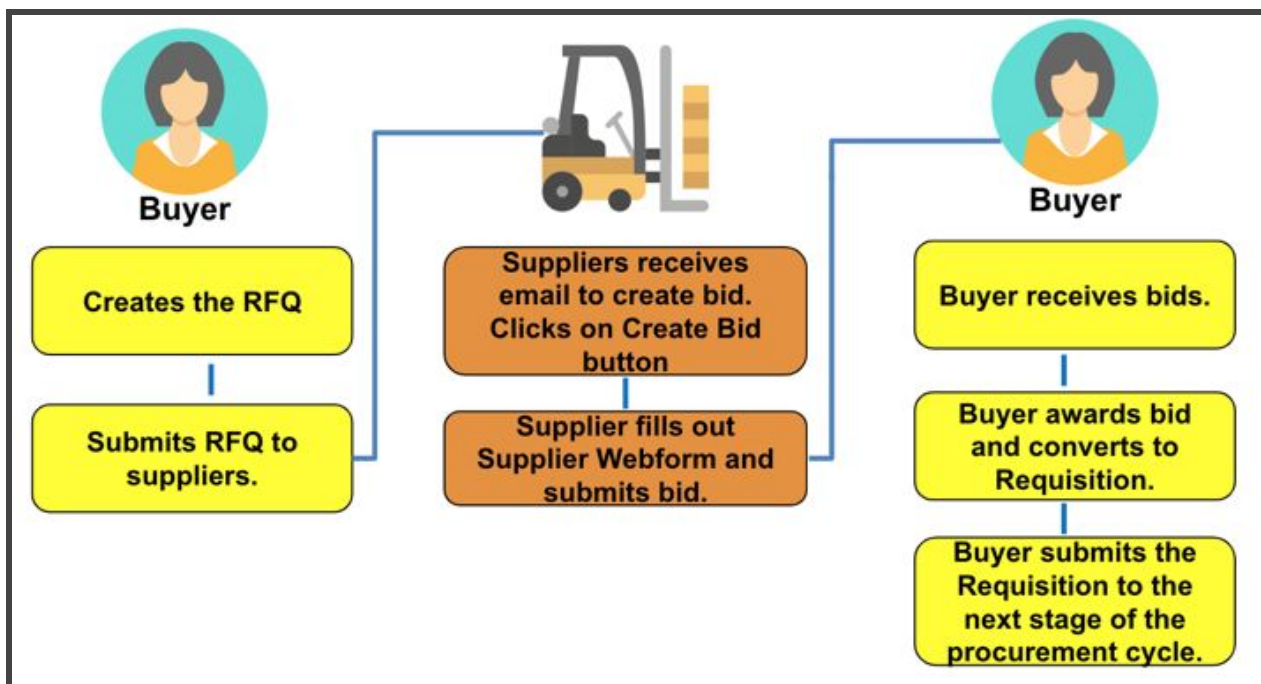 Buyer
Creates the RFQ
Submits RFQ to
suppliers.
Suppliers receives
email to create bid.
Clicks on Create Bid
button
Supplier fills out
Supplier Webform and
submits bid.
Buyer
Buyer receives bids.
Buyer awards bid
and converts to
Requisition.
Buyer submits the
Requisition to the
next stage of the
procurement cycle.